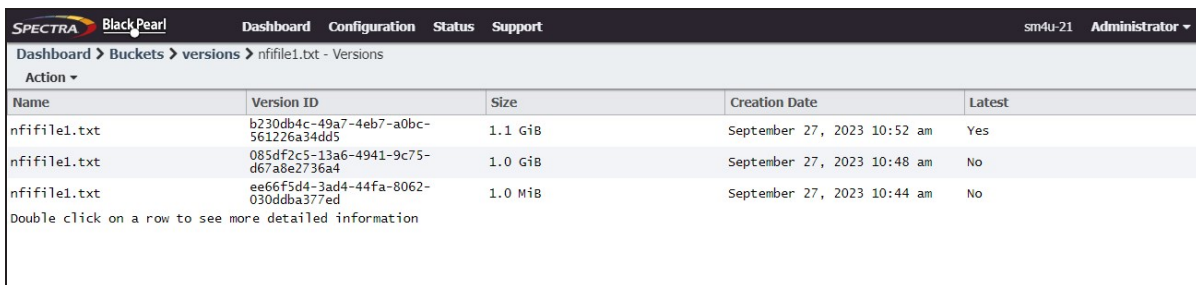 SPECTRA BlackPearl Dashboard Configuration Status Support sm4u-21 Administrator
Dashboard > Buckets > versions > nfifile1.txt - Versions
Action
Name Version ID Size Creation Date Latest
nfifile1.txt b230db4c-49a7-4eb7-a0bc-561226a34dd5 1.1 GiB September 27, 2023 10:52 am Yes
nfifile1.txt 085df2c5-13a6-4941-9c75-d67a8e2736a4 1.0 GiB September 27, 2023 10:48 am No
nfifile1.txt ee66f5d4-3ad4-44fa-8062-030ddba377ed 1.0 MiB September 27, 2023 10:44 am No
Double click on a row to see more detailed information